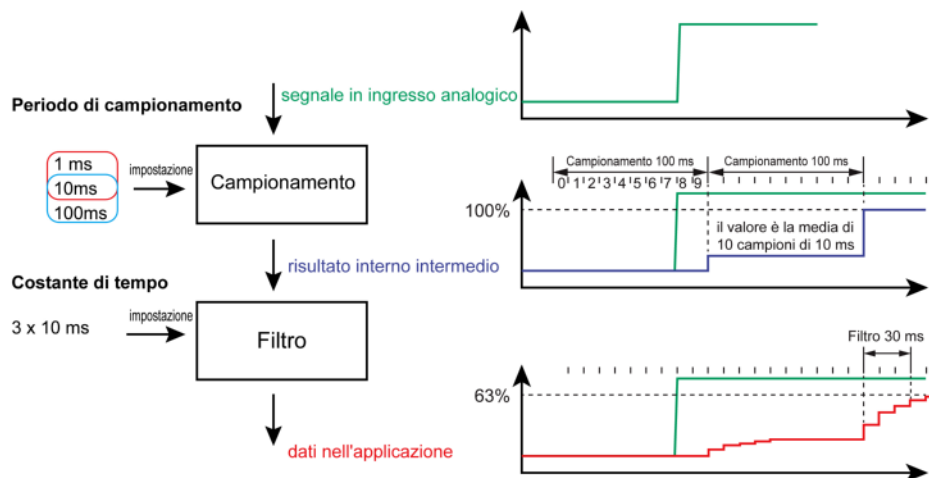 segnale in ingresso analogico
Periodo di campionamento
1 ms
10ms
100ms
impostazione
Campionamento
Campionamento 100 ms
Campionamento 100 ms
0 1 2 3 4 5 6 7 8 9
100%
il valore è la media di
10 campioni di 10 ms
risultato interno intermedio
Costante di tempo
3 x 10 ms
impostazione
Filtro
Filtro 30 ms
63%
dati nell'applicazione